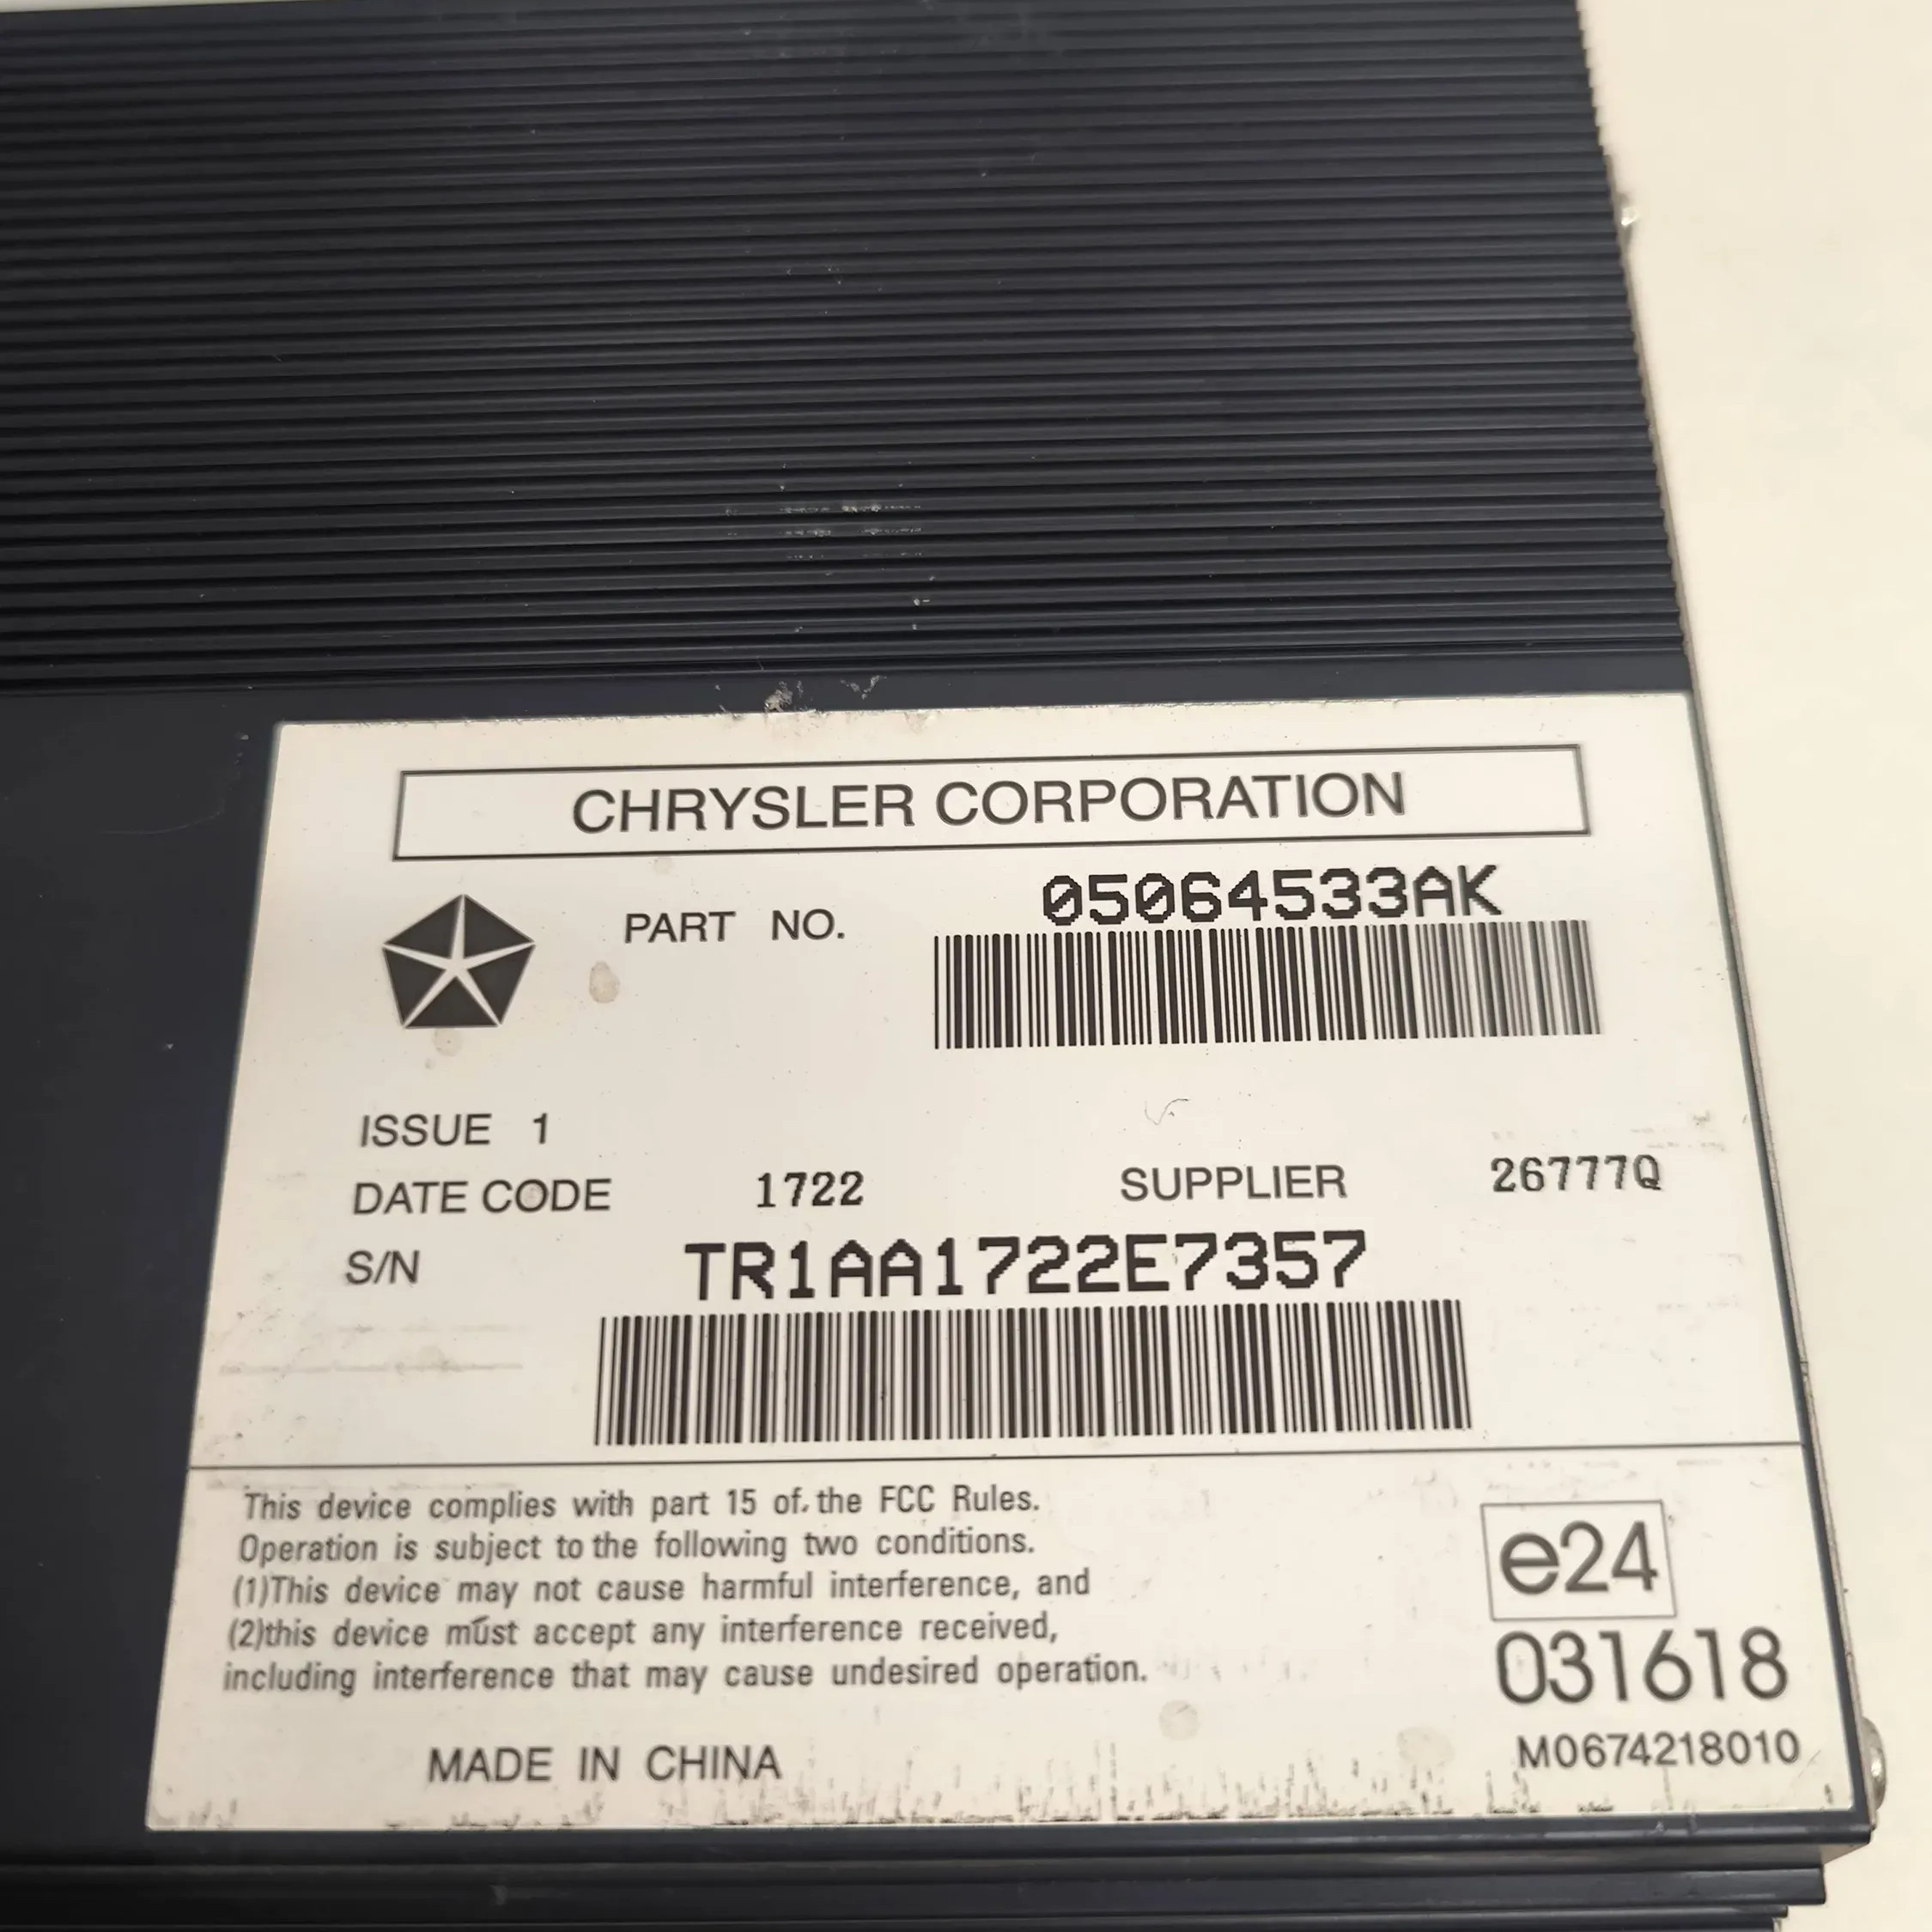 CHRYSLER CORPORATION
PART NO. 05064533AK
ISSUE 1
DATE CODE 1722 SUPPLIER 26777Q
S/N TR1AA1722E7357
This device complies with part 15 of the FCC Rules.
Operation is subject to the following two conditions.
(1)This device may not cause harmful interference, and
(2)this device must accept any interference received,
including interference that may cause undesired operation.
e24
031618
M0674218010
MADE IN CHINA